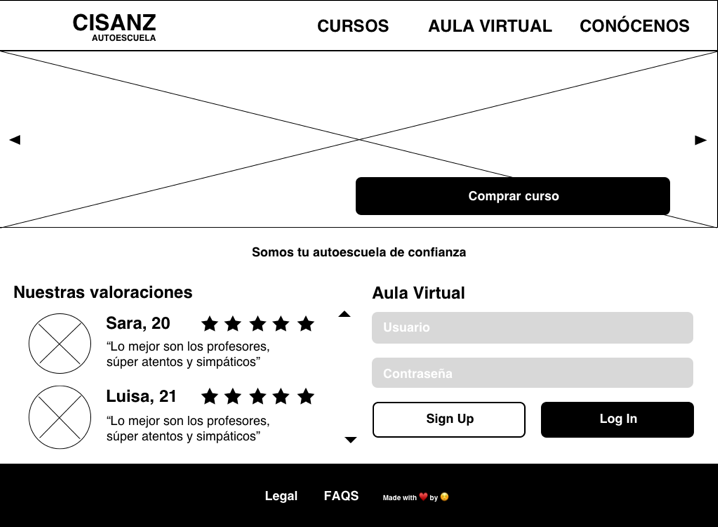 CISANZ
AUTOESCUELA
CURSOS AULA VIRTUAL CONÓCENOS
Comprar curso
Somos tu autoescuela de confianza
Nuestras valoraciones
Sara, 20
“Lo mejor son los profesores,
súper atentos y simpáticos”
Luisa, 21
“Lo mejor son los profesores,
súper atentos y simpáticos”
Aula Virtual
Usuario
Contraseña
Sign Up
Log In
Legal FAQS Made with ❤️ by